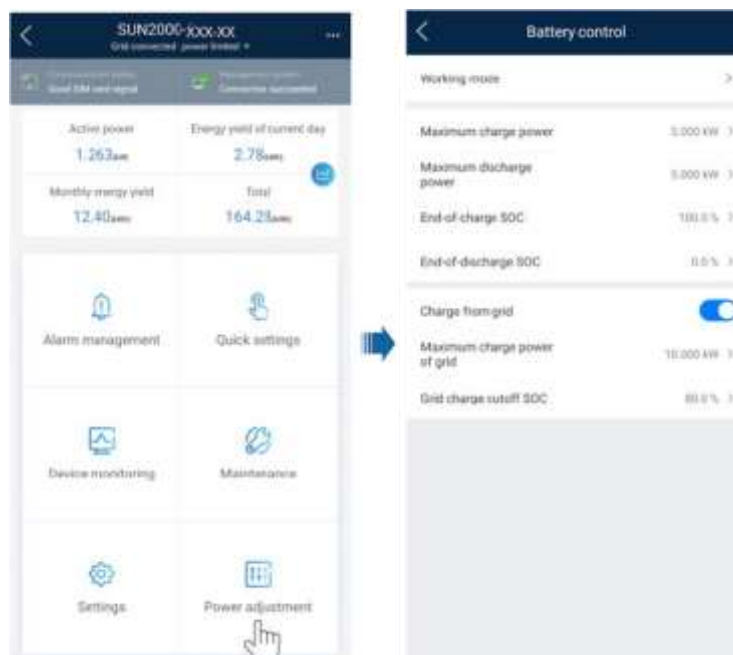 SUN2000-xxx-xx
Grid connected: power limited
Good SIM card signal
Connection succeeded
Active power
Energy yield of current day
1.263
2.78
Monthly energy yield
Total
12.40
164.28
Alarm management
Quick settings
Device monitoring
Maintenance
Settings
Power adjustment
Battery control
Working mode
Maximum charge power
5.000 kW
Maximum discharge
power
5.000 kW
End-of-charge SOC
100.0 %
End-of-discharge SOC
Charge from grid
Maximum charge power
of grid
10.000 kW
Grid charge cutoff SOC